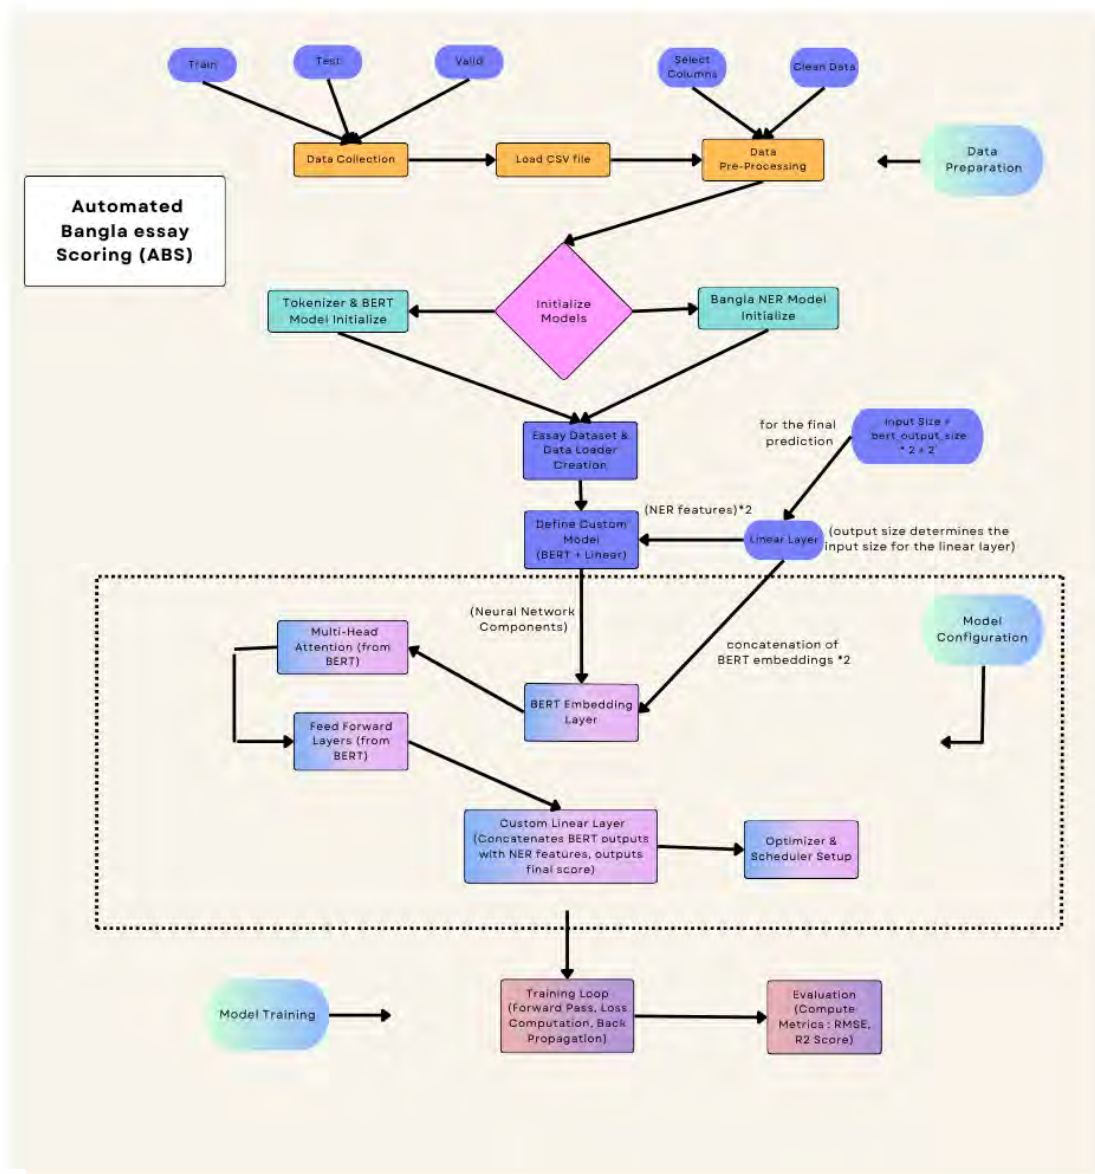 Train
Test
Valid
Select
Columns
Clean Data
Data Collection
Load CSV file
Data
Pre-Processing
Data
Preparation
Automated
Bangla essay
Scoring (ABS)
Tokenizer & BERT
Model Initialize
Initialize
Models
Bangla NER Model
Initialize
for the final
prediction
Input Size =
bert_output_size
* 2 + 2
Essay Dataset &
Data Loader
Creation
(NER features)*2
Define Custom
Model
(BERT + Linear)
Linear Layer
(output size determines the
input size for the linear layer)
(Neural Network
Components)
Multi-Head
Attention (from
BERT)
Model
Configuration
concatenation of
BERT embeddings *2
BERT Embedding
Layer
Feed Forward
Layers (from
BERT)
Custom Linear Layer
(Concatenates BERT outputs
with NER features, outputs
final score)
Optimizer &
Scheduler Setup
Model Training
Training Loop
(Forward Pass, Loss
Computation, Back
Propagation)
Evaluation
(Compute
Metrics : RMSE,
R2 Score)